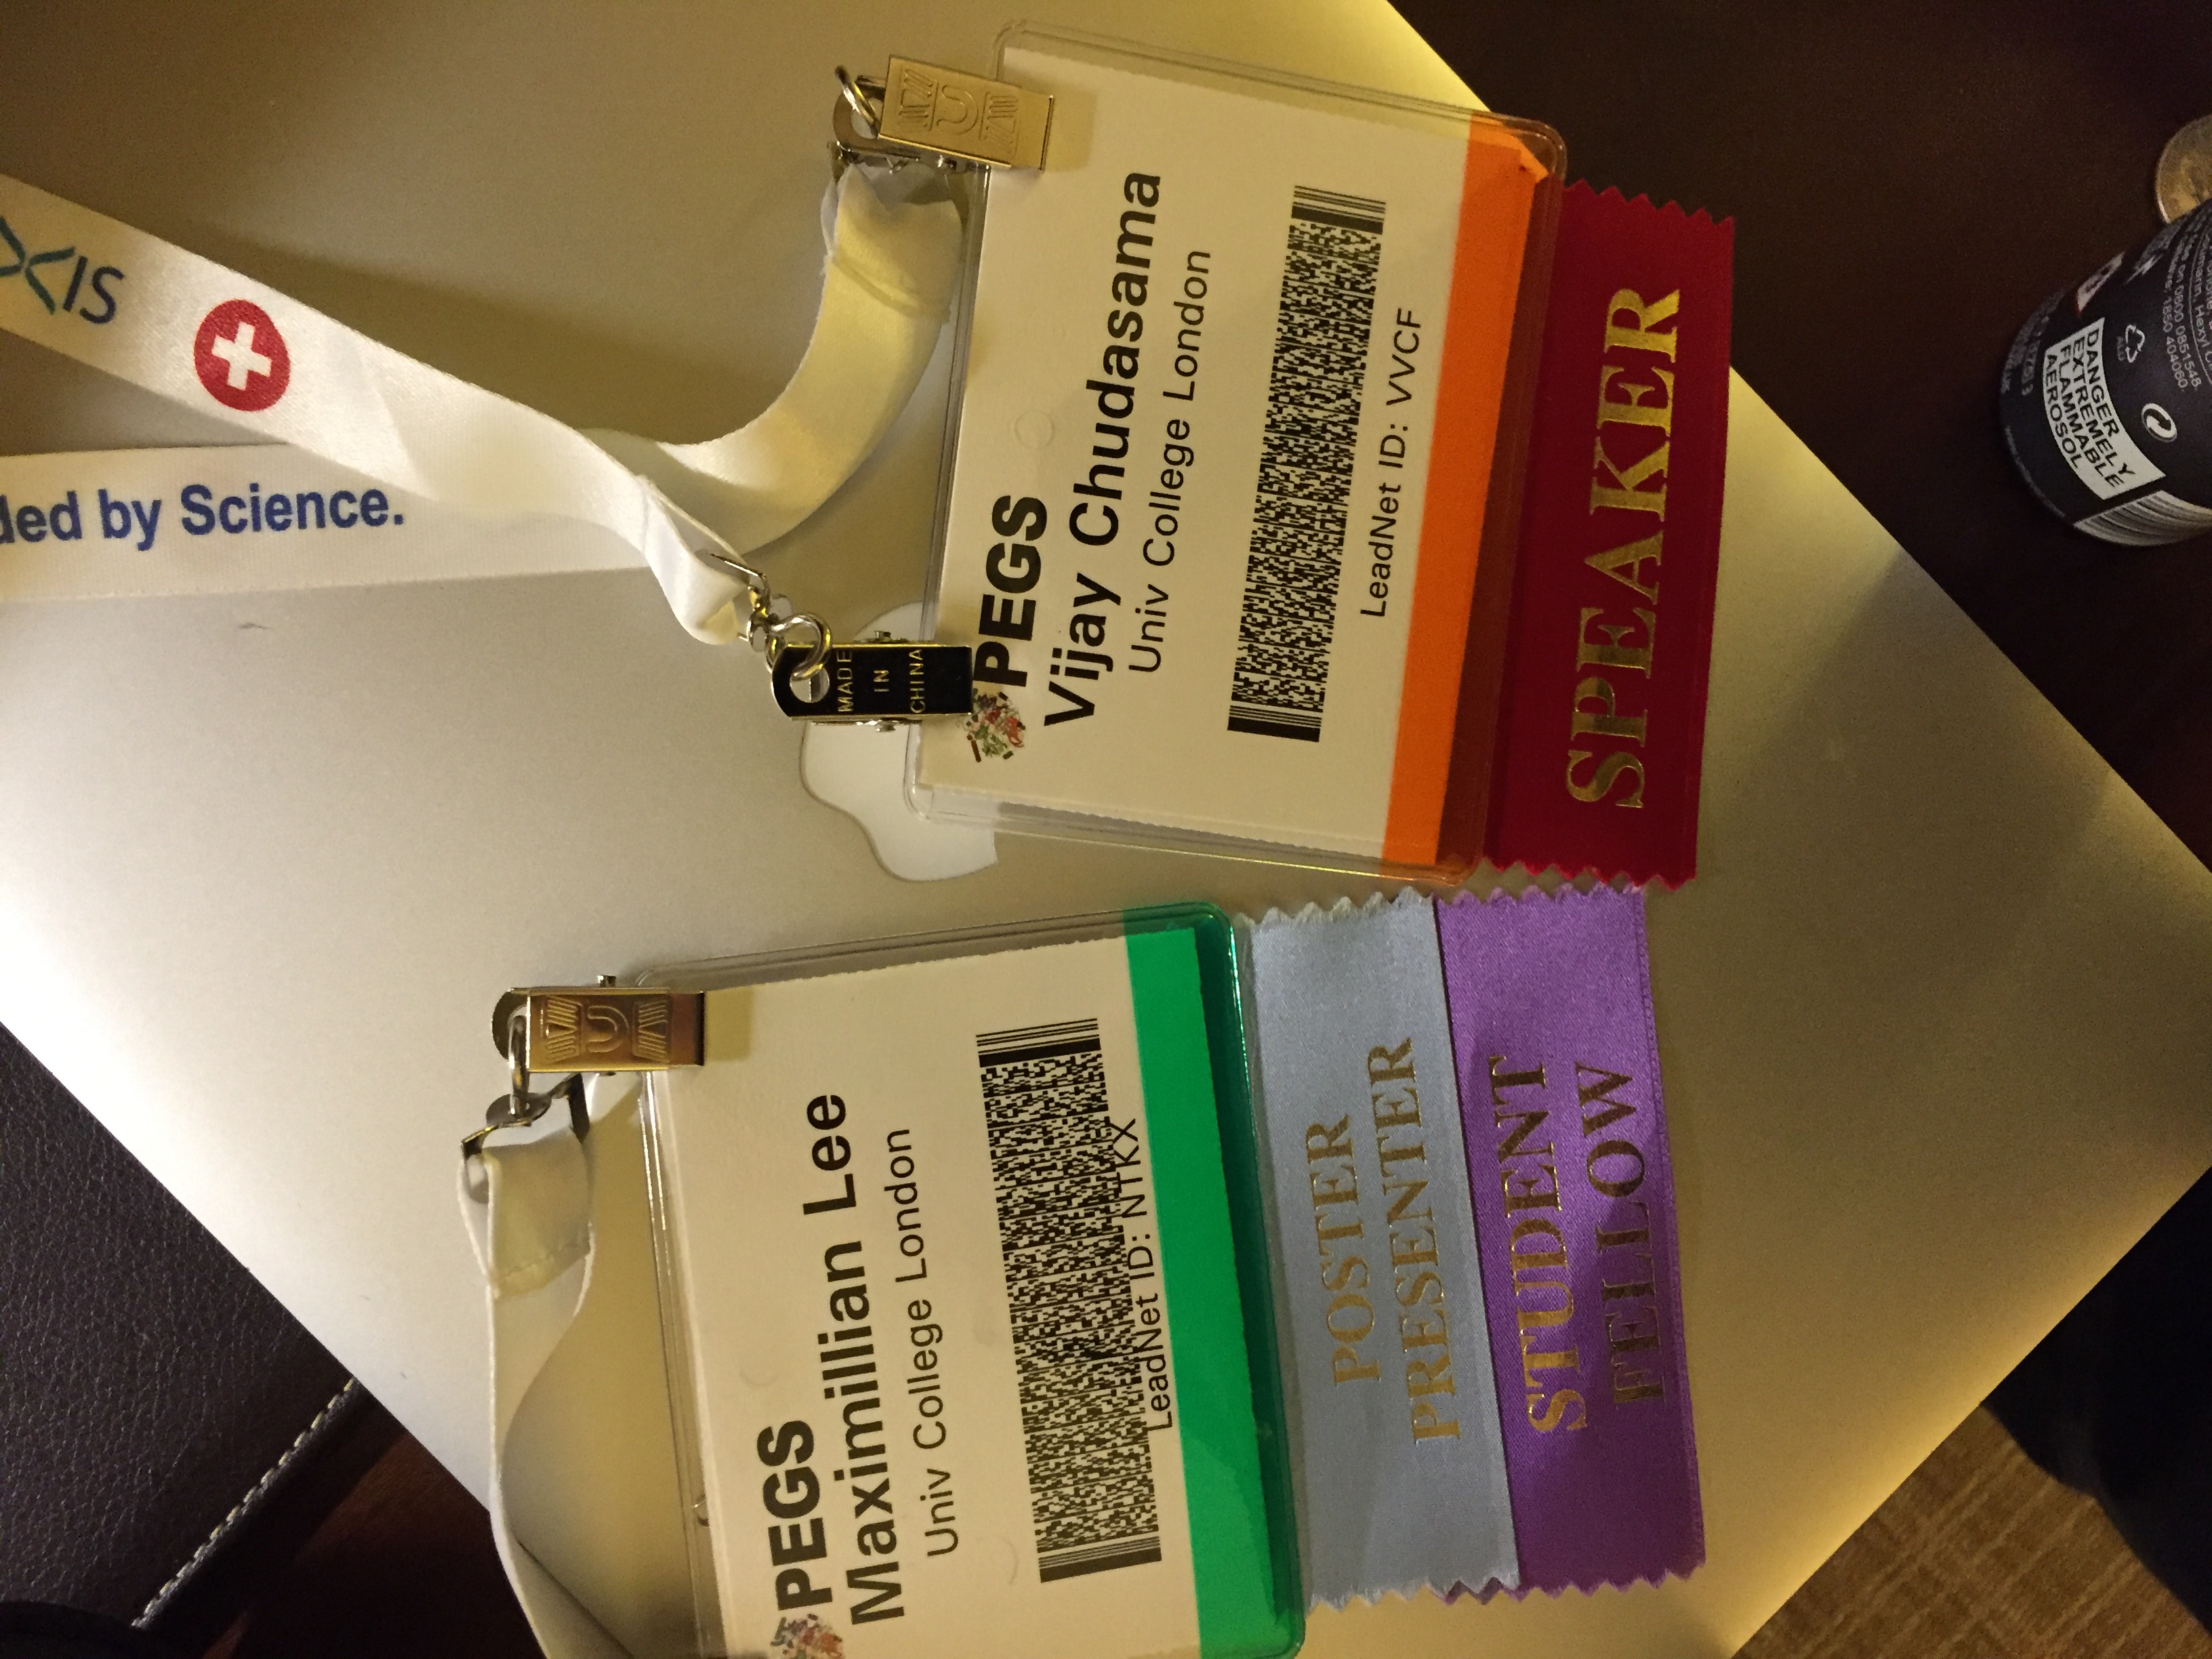 XIS
ded by Science.
MADE
IN
CHINA
PEGS
Vijay Chudasama
Univ College London
LeadNet ID: VVCF
SPEAKER
PEGS
Maximillian Lee
Univ College London
LeadNet ID: NTKX
POSTER
PRESENTER
STUDENT
FELLOW
DANGER
EXTREMELY
FLAMMABLE
AEROSOL